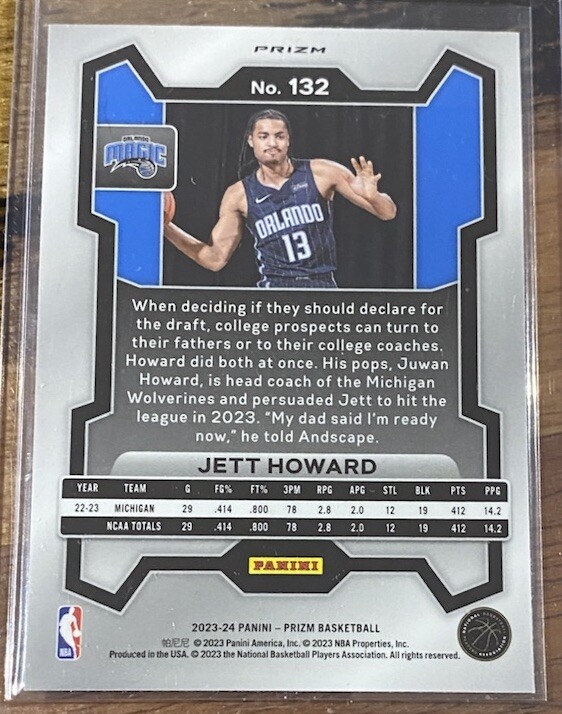 PRIZM
No. 132
ORLANDO
MAGIC
ORLANDO
13
When deciding if they should declare for
the draft, college prospects can turn to
their fathers or to their college coaches.
Howard did both at once. His pops, Juwan
Howard, is head coach of the Michigan
Wolverines and persuaded Jett to hit the
league in 2023. "My dad said I'm ready
now," he told Andscape.
JETT HOWARD
YEAR TEAM G FG% FT% 3PM RPG APG STL BLK PTS PPG
22-23 MICHIGAN 29 .414 .800 78 2.8 2.0 12 19 412 14.2
NCAA TOTALS 29 .414 .800 78 2.8 2.0 12 19 412 14.2
PANINI
NBA
2023-24 PANINI – PRIZM BASKETBALL
帕尼尼 © 2023 Panini America, Inc. © 2023 NBA Properties, Inc.
Produced in the USA. © 2023 the National Basketball Players Association. All rights reserved.